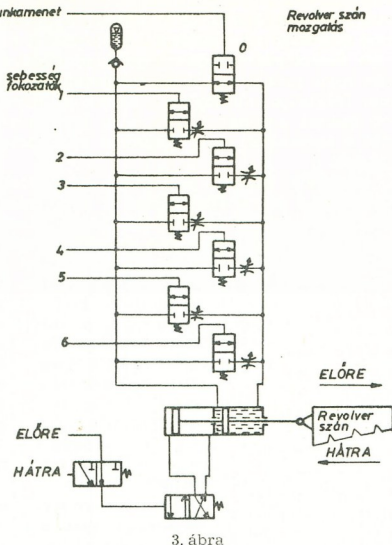 unkamenet
Revolver szán
mozgatás
0
sebesség
fokozaták
1
2
3
4
5
6
ELŐRE
Revolver
szán
HÁTRA
ELŐRE
HÁTRA
3. ábra